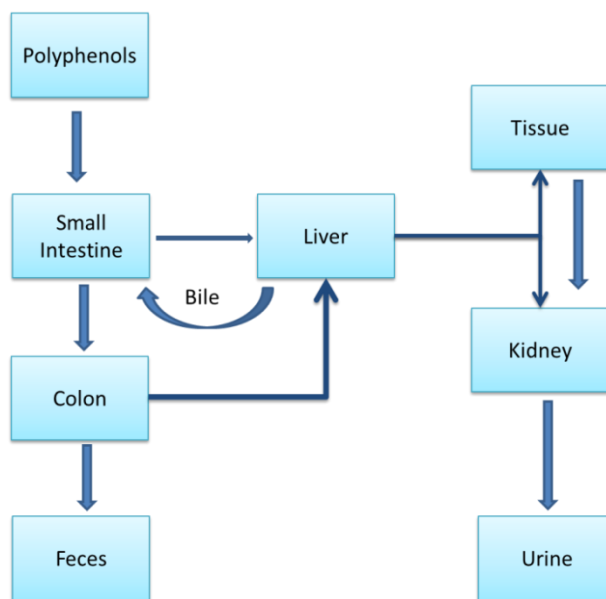 Polyphenols
Tissue
Small
Intestine
Liver
Bile
Kidney
Colon
Feces
Urine